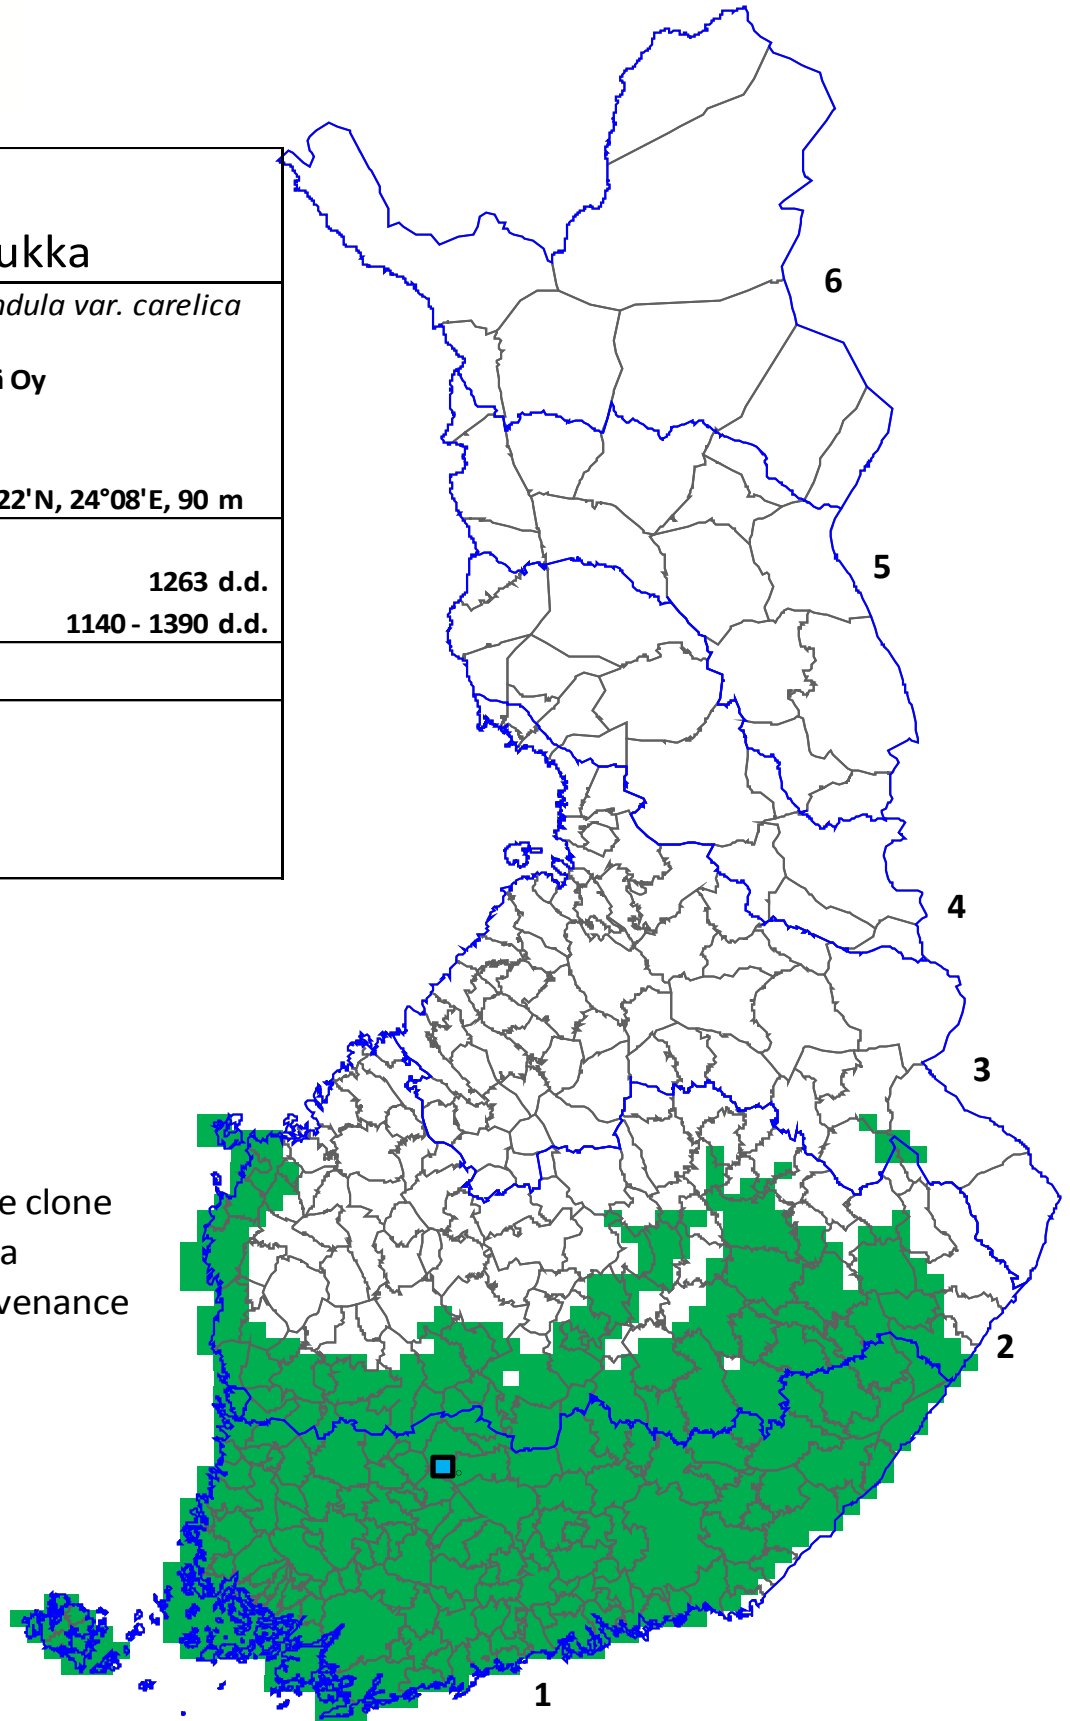 ukka
ndula var. carelica
Oy
22'N, 24°08'E, 90 m
1263 d.d.
1140 - 1390 d.d.
6
5
4
3
e clone
a
venance
2
1